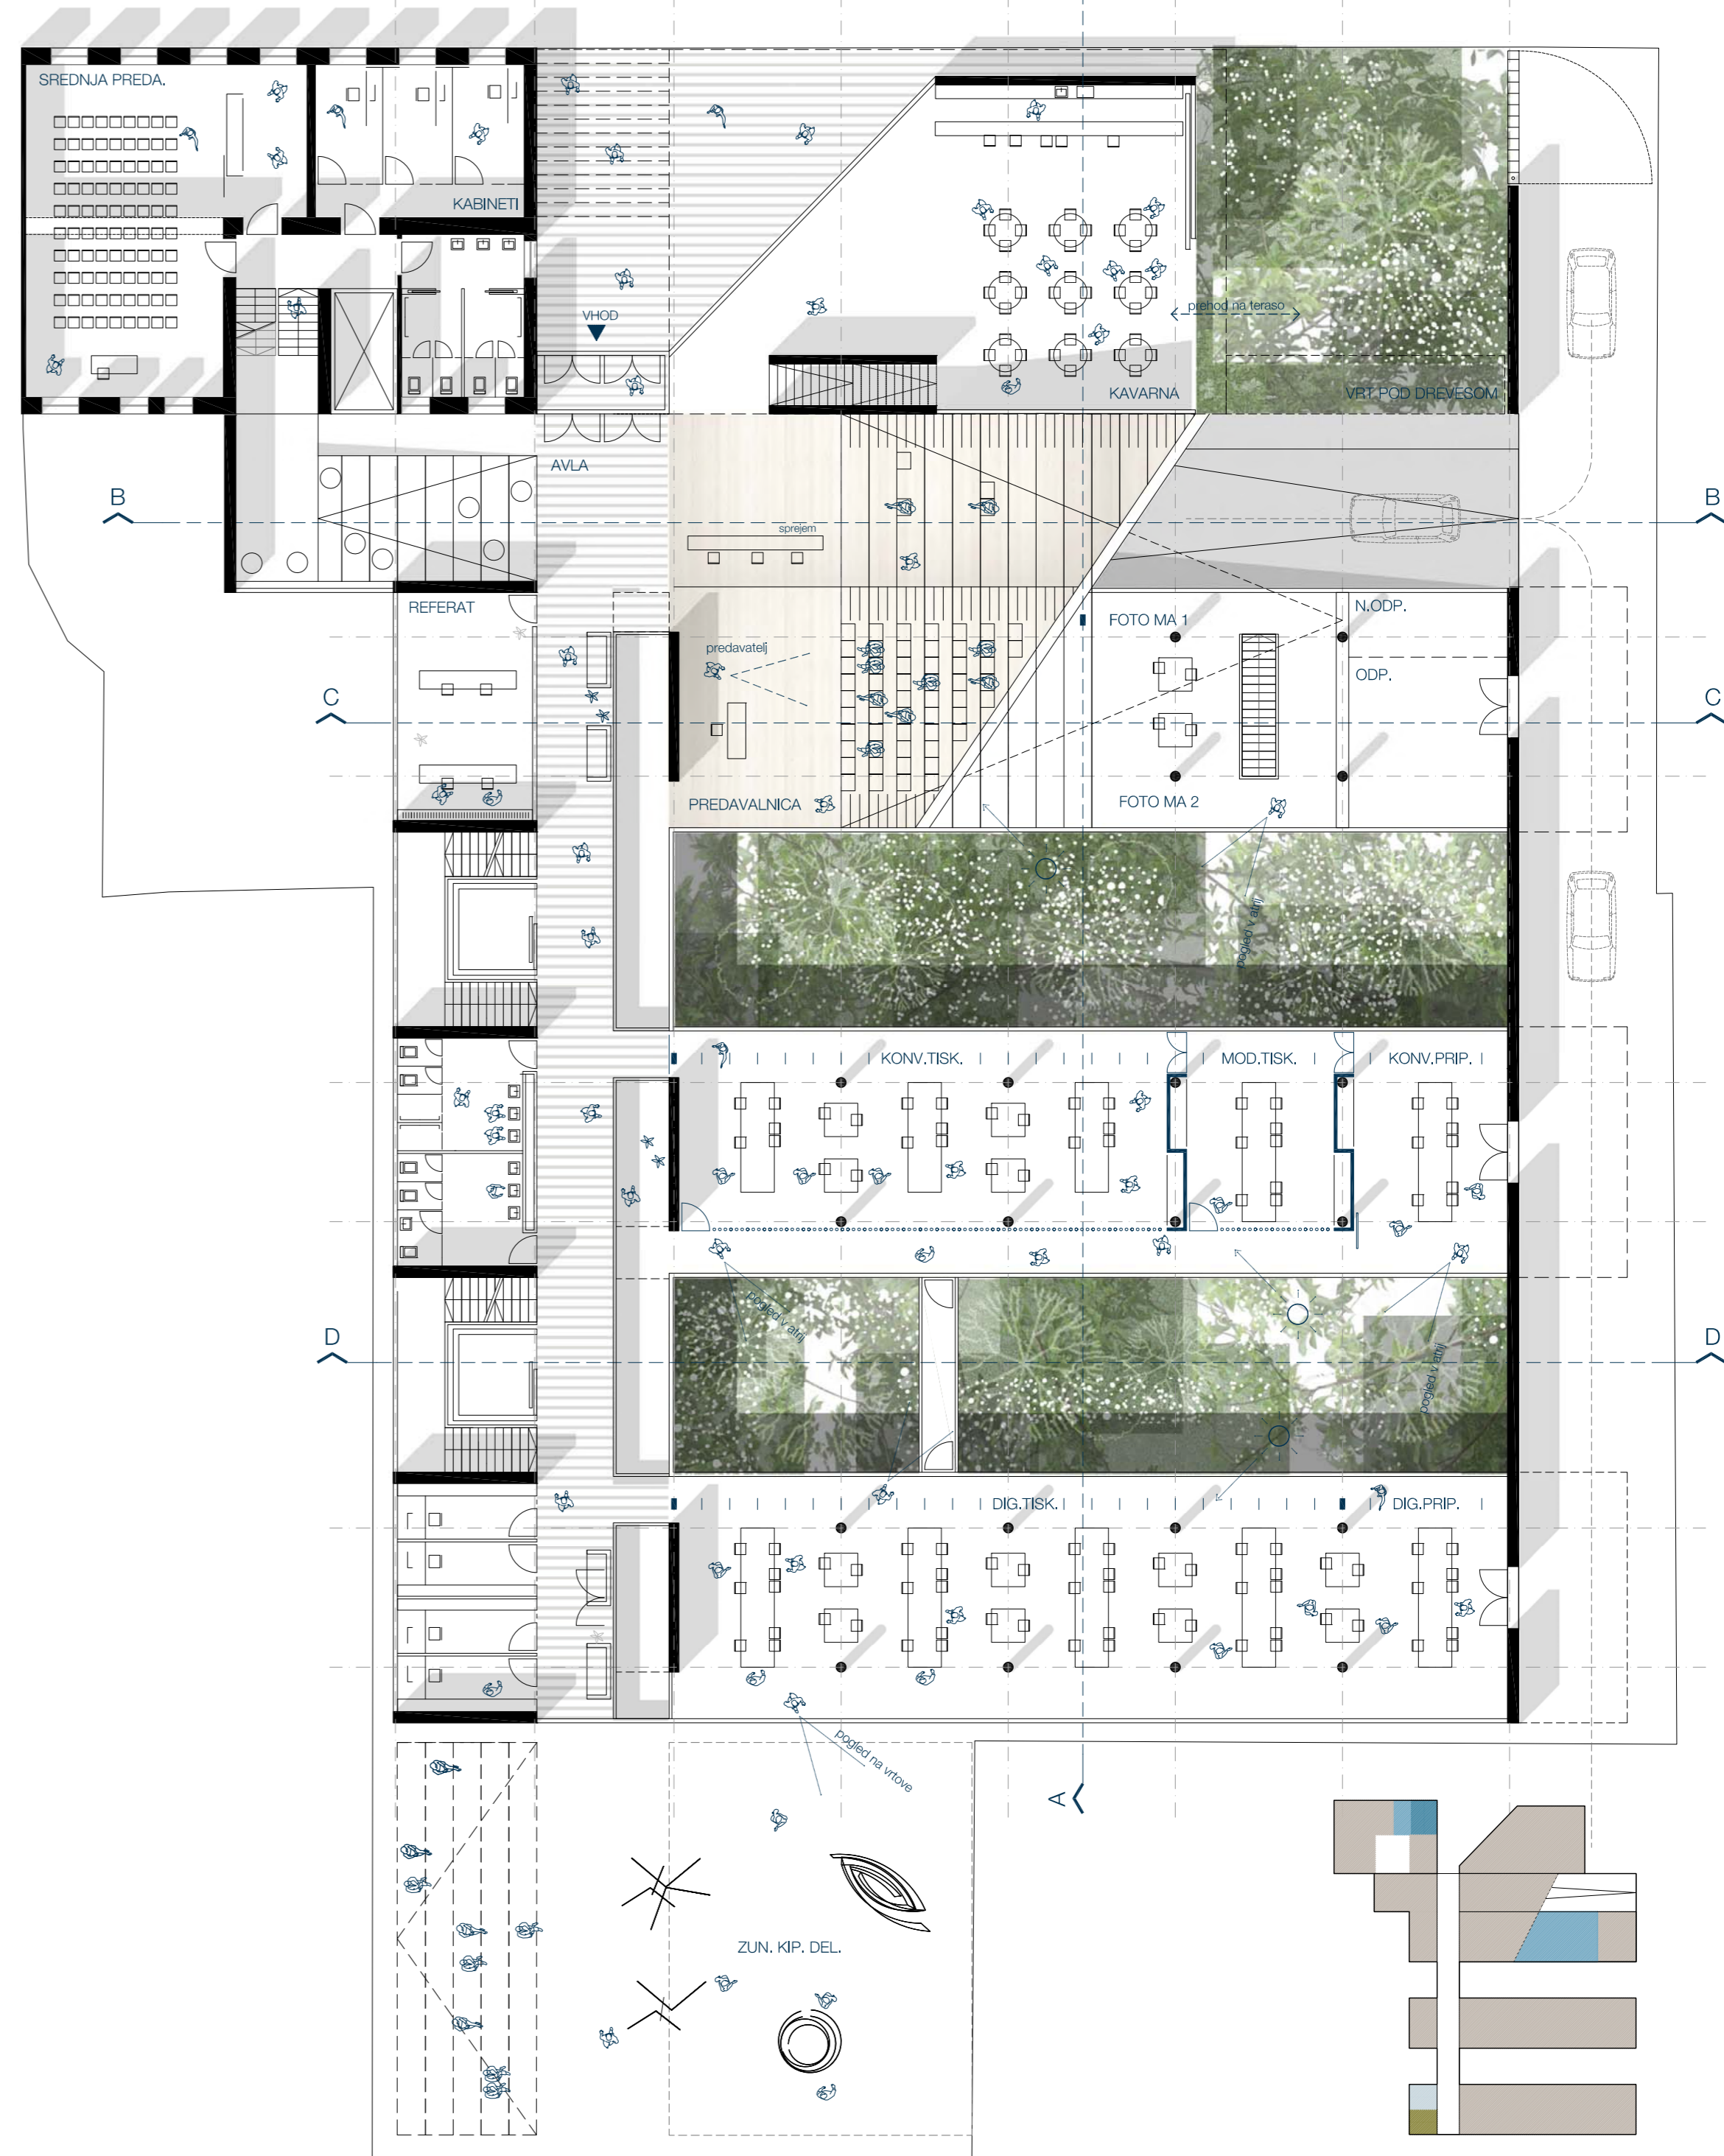 SREDNJA PREDA.
KABINETI
VHOD
prehod na teraso
KAVARNA
VRT POD DREVESOM
AVLA
B
B
sprejem
REFERAT
FOTO MA 1
N.ODP.
predavatelj
ODP.
C
C
PREDAVALNICA
FOTO MA 2
pogled v atrij
KONV.TISK.
MOD.TISK.
KONV.PRIP.
pogled v atrij
D
D
pogled v atrij
DIG.TISK.
DIG.PRIP.
pogled na vrtove
A
ZUN. KIP. DEL.